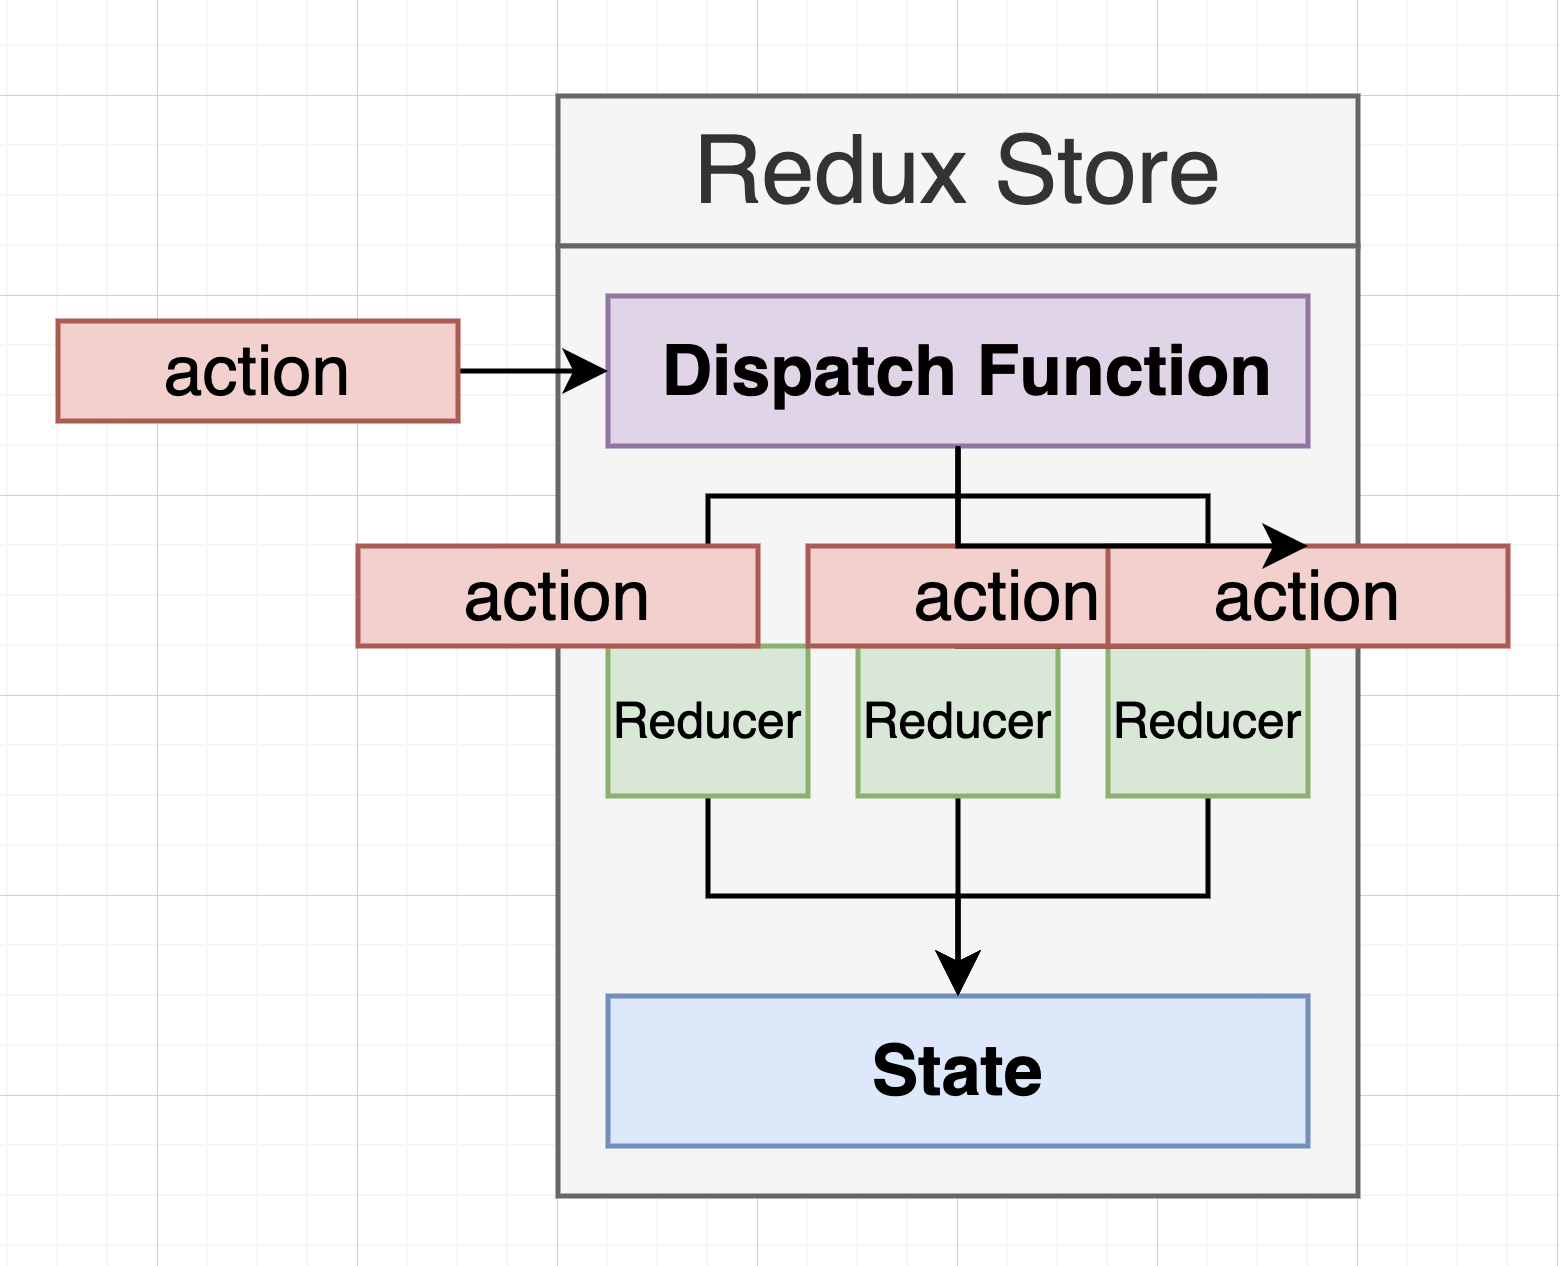 Redux Store
action
Dispatch Function
action
action
action
Reducer
Reducer
Reducer
State